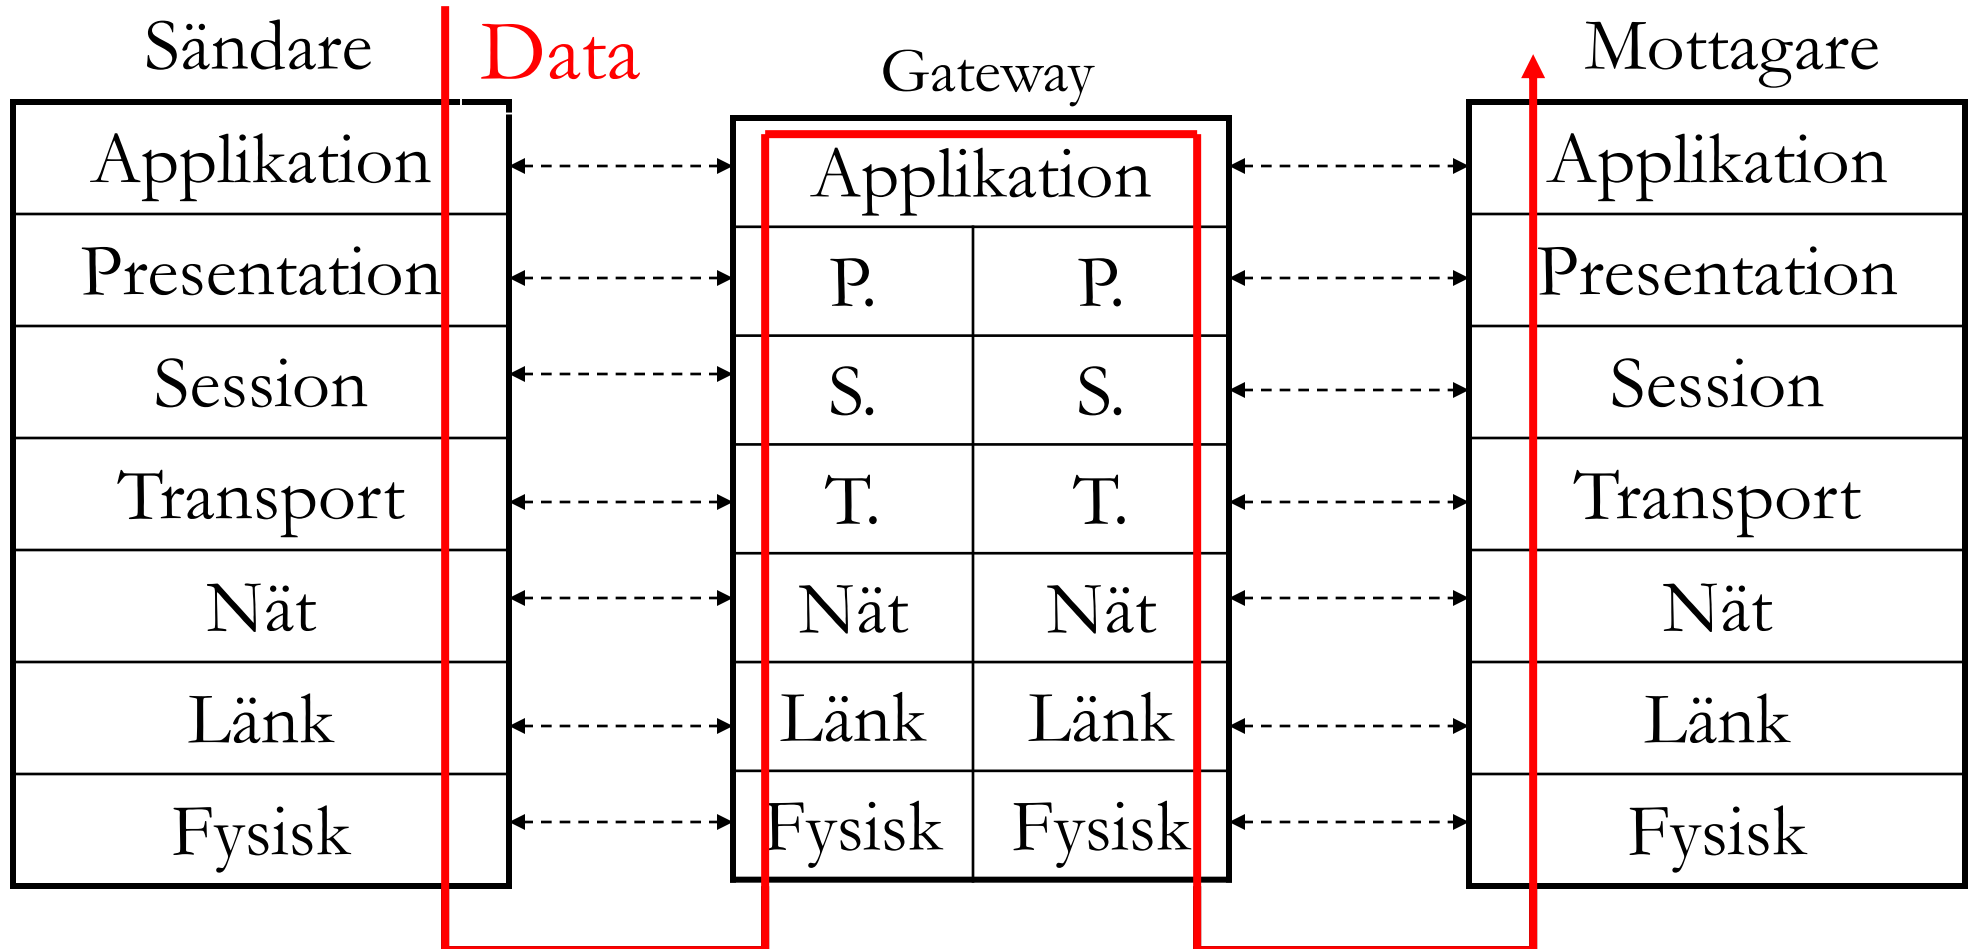 Sändare
Data
Gateway
Mottagare
Applikation
Presentation
Session
Transport
Nät
Länk
Fysisk
Applikation
P. P.
S. S.
T. T.
Nät Nät
Länk Länk
Fysisk Fysisk
Applikation
Presentation
Session
Transport
Nät
Länk
Fysisk